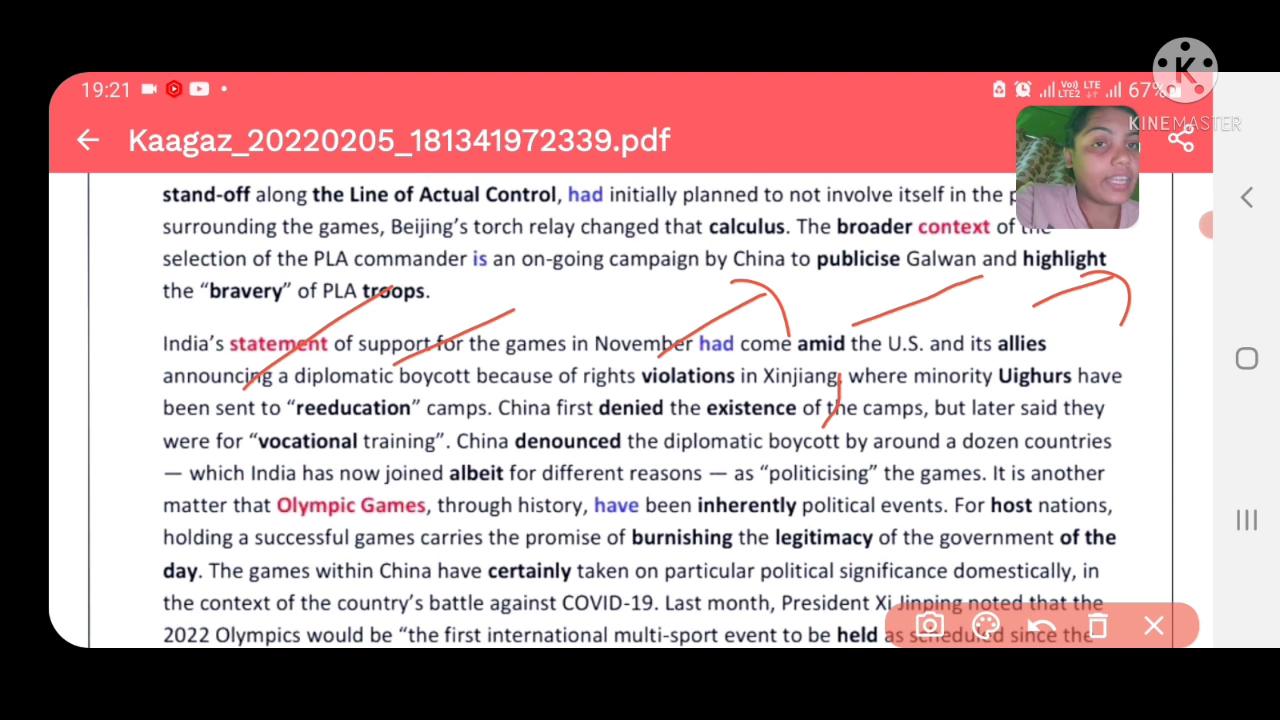 19:21 Vo) LTE LTE2 67%
K
KINEMASTER
Kaagaz_20220205_181341972339.pdf
stand-off along the Line of Actual Control, had initially planned to not involve itself in the
surrounding the games, Beijing's torch relay changed that calculus. The broader context of the
selection of the PLA commander is an on-going campaign by China to publicise Galwan and highlight
the “bravery” of PLA troops.
India's statement of support for the games in November had come amid the U.S. and its allies
announcing a diplomatic boycott because of rights violations in Xinjiang, where minority Uighurs have
been sent to “reeducation” camps. China first denied the existence of the camps, but later said they
were for “vocational training”. China denounced the diplomatic boycott by around a dozen countries
— which India has now joined albeit for different reasons — as “politicising” the games. It is another
matter that Olympic Games, through history, have been inherently political events. For host nations,
holding a successful games carries the promise of burnishing the legitimacy of the government of the
day. The games within China have certainly taken on particular political significance domestically, in
the context of the country's battle against COVID-19. Last month, President Xi Jinping noted that the
2022 Olympics would be “the first international multi-sport event to be held as scheduled since the